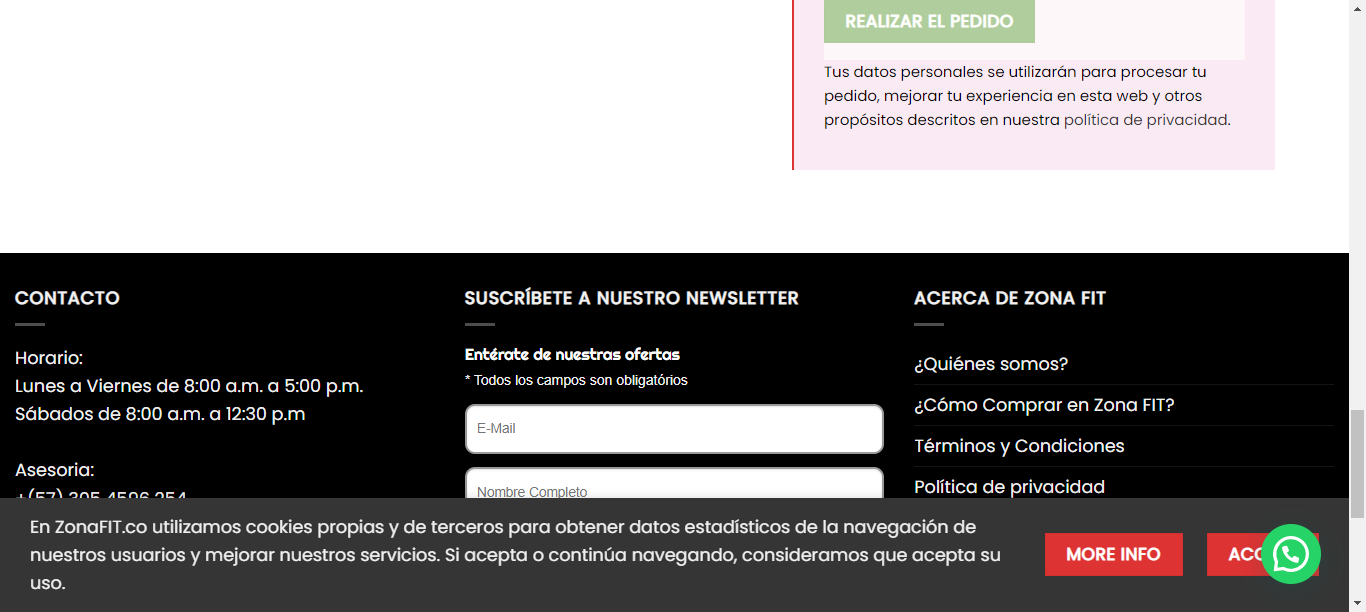 REALIZAR EL PEDIDO
Tus datos personales se utilizarán para procesar tu
pedido, mejorar tu experiencia en esta web y otros
propósitos descritos en nuestra política de privacidad.
CONTACTO
Horario:
Lunes a Viernes de 8:00 a.m. a 5:00 p.m.
Sábados de 8:00 a.m. a 12:30 p.m
Asesoria:
+(57) 305 4596 254
SUSCRÍBETE A NUESTRO NEWSLETTER
Entérate de nuestras ofertas
* Todos los campos son obligatórios
E-Mail
Nombre Completo
ACERCA DE ZONA FIT
¿Quiénes somos?
¿Cómo Comprar en Zona FIT?
Términos y Condiciones
Política de privacidad
En ZonaFIT.co utilizamos cookies propias y de terceros para obtener datos estadísticos de la navegación de
nuestros usuarios y mejorar nuestros servicios. Si acepta o continúa navegando, consideramos que acepta su
uso.
MORE INFO